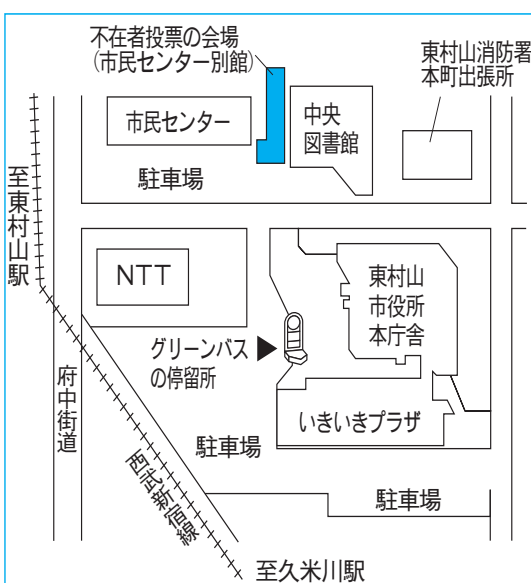 不在者投票の会場
（市民センター別館）
東村山消防署
本町出張所
市民センター
中央
図書館
駐車場
至東村山駅
NTT
東村山
市役所
本庁舎
グリーンバス
の停留所
府中街道
いきいきプラザ
駐車場
西武新宿線
駐車場
至久米川駅